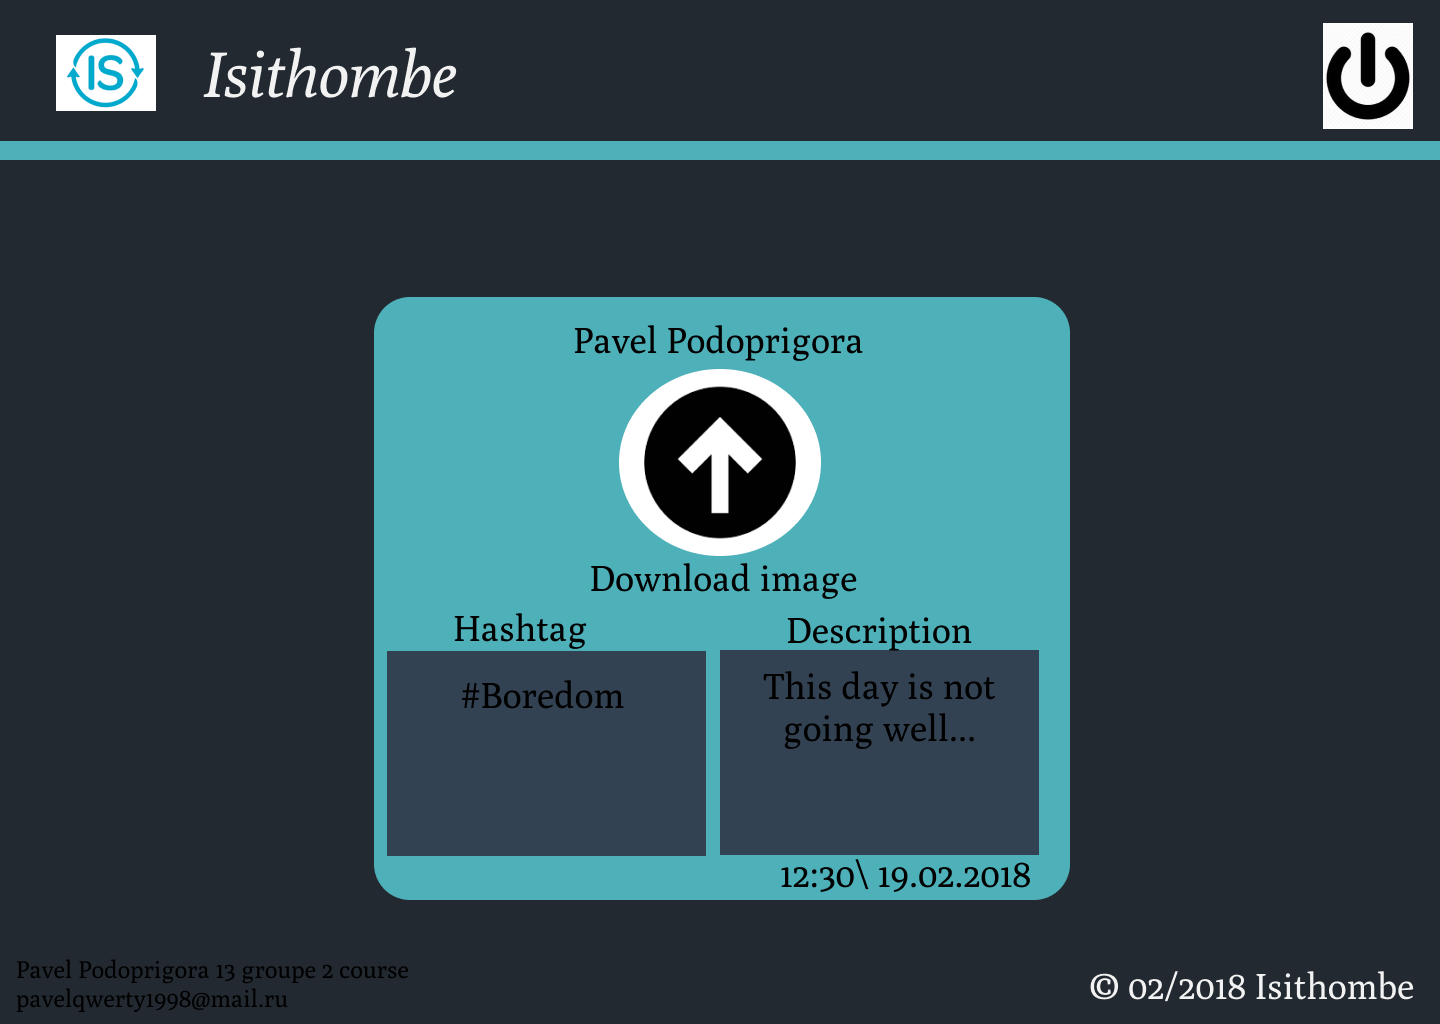 IS
Isithombe
Pavel Podoprigora
Download image
Hashtag
Description
#Boredom
This day is not
going well...
12:30\ 19.02.2018
Pavel Podoprigora 13 groupe 2 course
pavelqwerty1998@mail.ru
© 02/2018 Isithombe